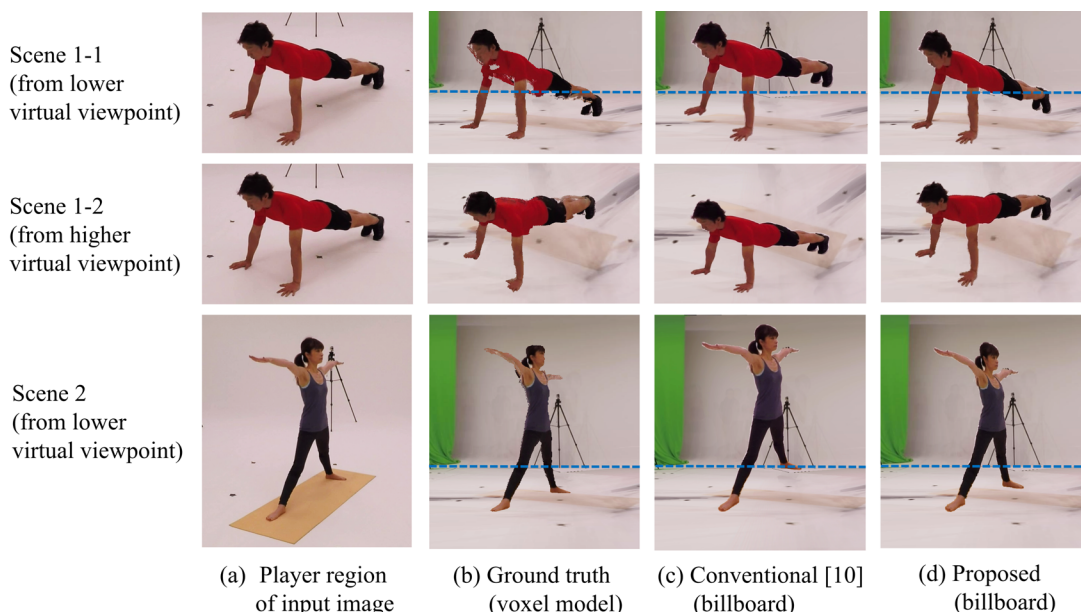 Scene 1-1
(from lower
virtual viewpoint)
Scene 1-2
(from higher
virtual viewpoint)
Scene 2
(from lower
virtual viewpoint)
(a) Player region
of input image
(b) Ground truth
(voxel model)
(c) Conventional [10]
(billboard)
(d) Proposed
(billboard)